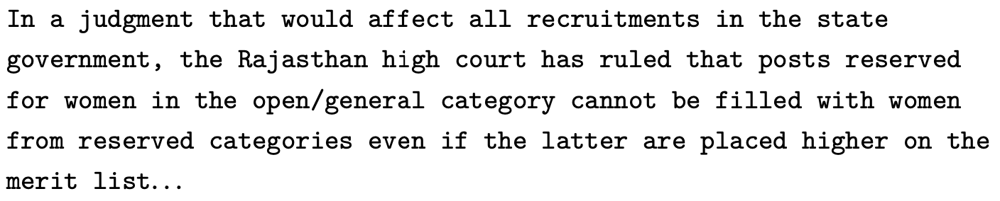 In a judgment that would affect all recruitments in the state
government, the Rajasthan high court has ruled that posts reserved
for women in the open/general category cannot be filled with women
from reserved categories even if the latter are placed higher on the
merit list...